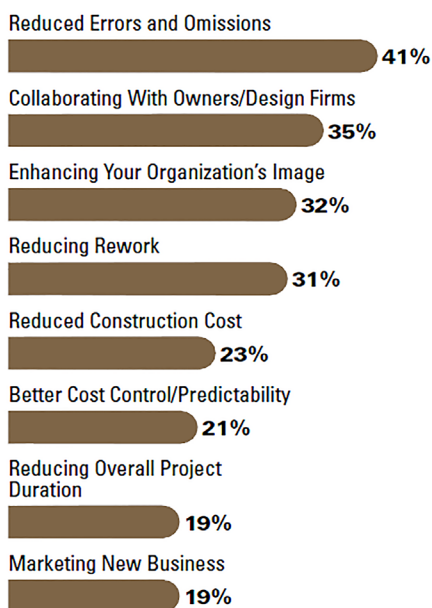 Reduced Errors and Omissions
41%
Collaborating With Owners/Design Firms
35%
Enhancing Your Organization's Image
32%
Reducing Rework
31%
Reduced Construction Cost
23%
Better Cost Control/Predictability
21%
Reducing Overall Project
Duration
19%
Marketing New Business
19%